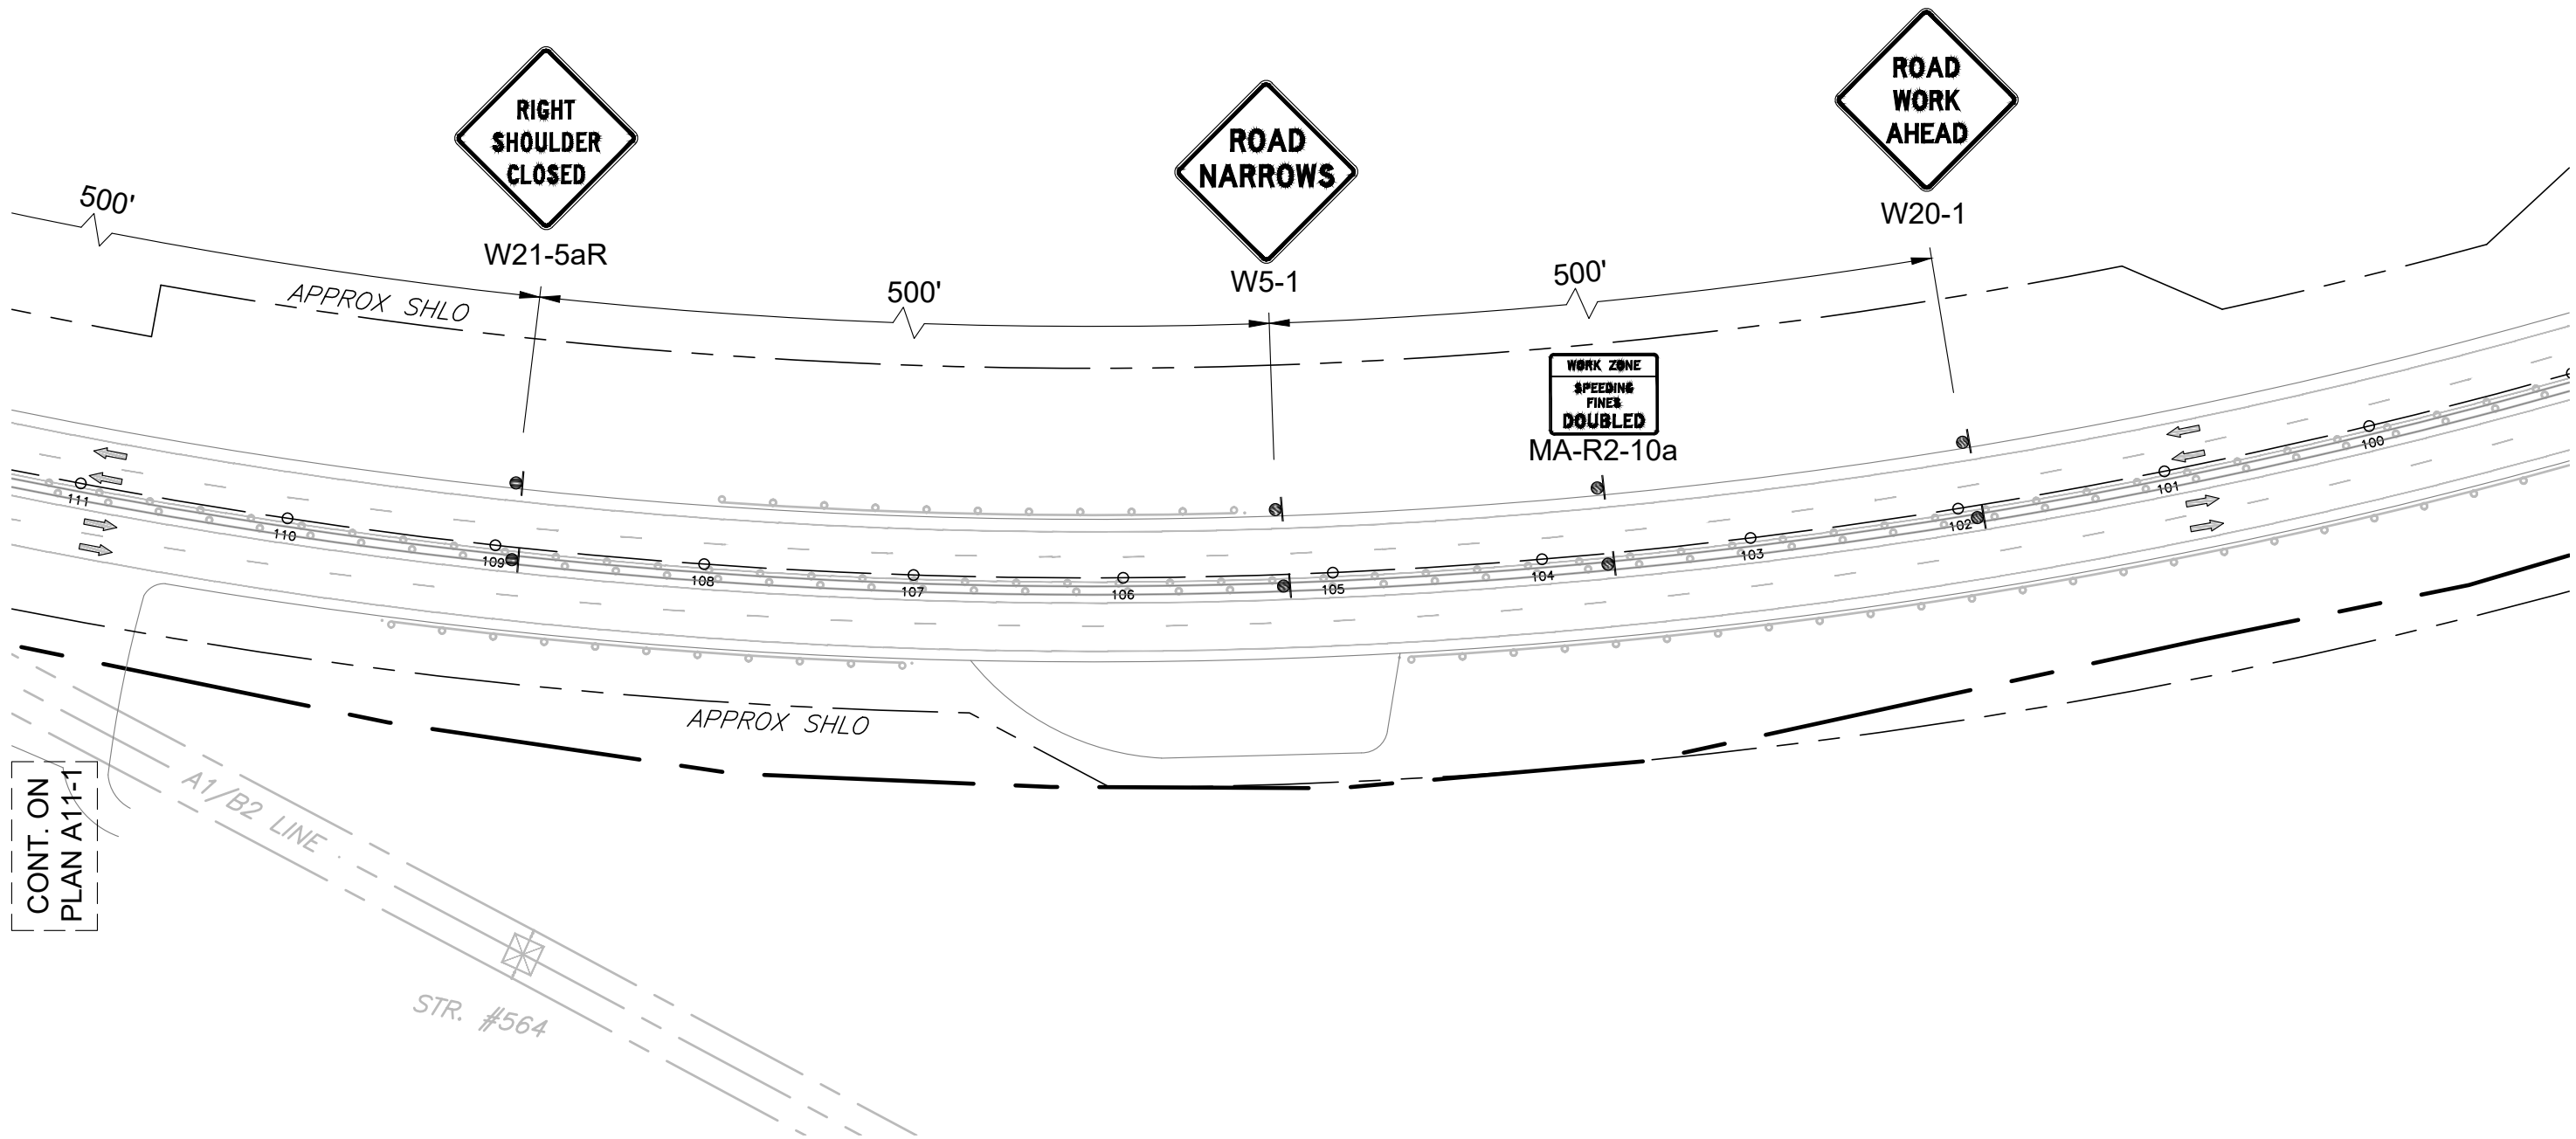 ROAD
WORK
AHEAD
W20-1
RIGHT
SHOULDER
CLOSED
W21-5aR
ROAD
NARROWS
W5-1
500'
500'
500'
APPROX SHLO
WORK ZONE
SPEEDING
FINES
DOUBLED
MA-R2-10a
111
110
109
108
107
106
105
104
103
102
101
100
APPROX SHLO
CONT. ON
PLAN A11-1
A1/B2 LINE
STR. #564